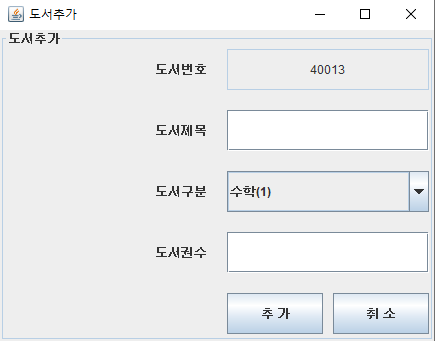 도서추가
도서추가
도서번호 40013
도서제목
도서구분 수학(1)
도서권수
추 가 취 소